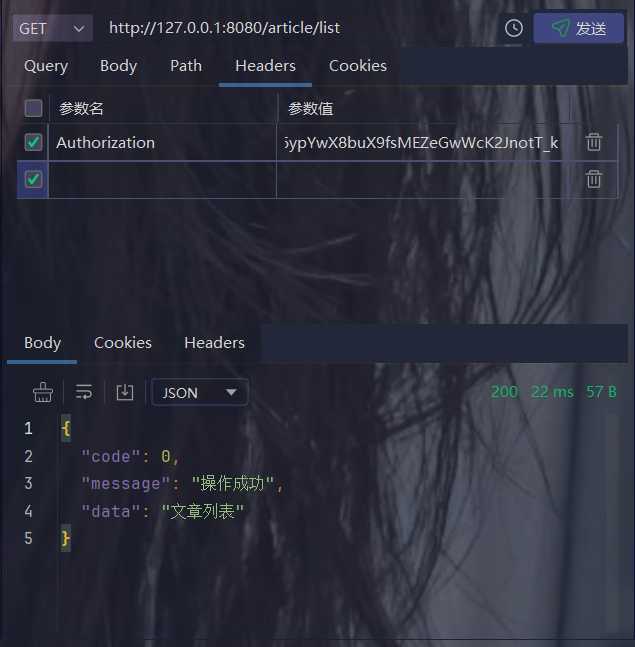 GET http://127.0.0.1:8080/article/list 发送
Query Body Path Headers Cookies
参数名 参数值
Authorization 5ypYwX8buX9fsMEZeGwWcK2JnotT_k
Body Cookies Headers
JSON 200 22 ms 57 B
1 {
2 "code": 0,
3 "message": "操作成功",
4 "data": "文章列表"
5 }